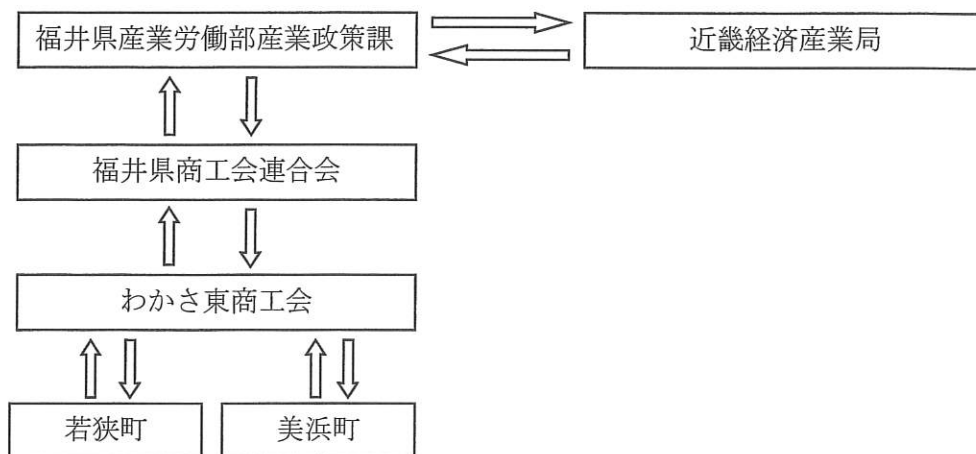 福井県産業労働部産業政策課
近畿経済産業局
福井県商工会連合会
わかさ東商工会
若狭町
美浜町